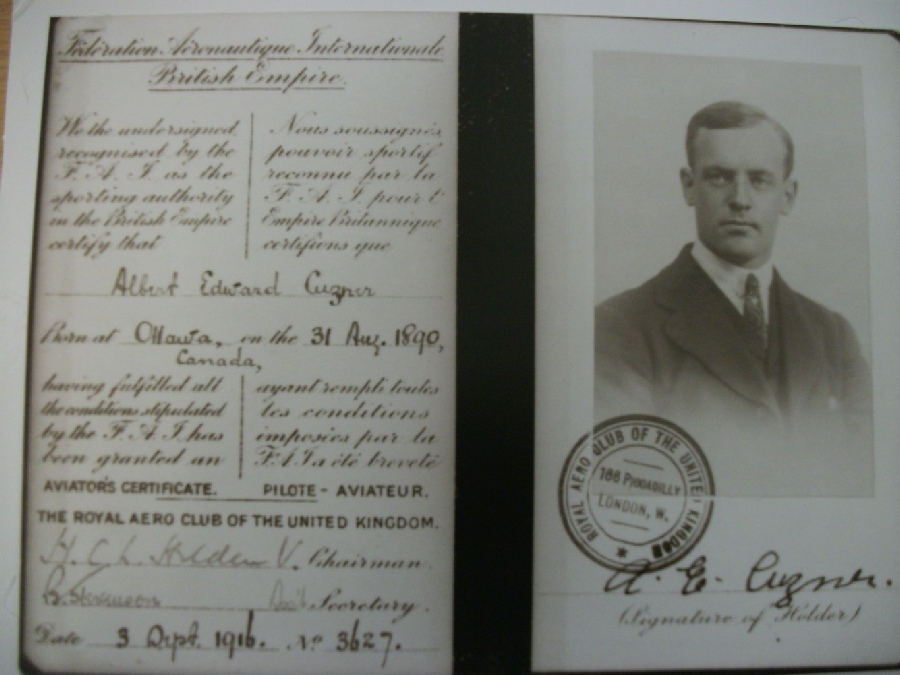 Fédération Aéronautique Internationale
British Empire.
We the undersigned
recognised by the
F. A. I. as the
sporting authority
in the British Empire
certify that
Nous soussignés
pouvoir sportif
reconnu par la
F. A. I. pour l'
Empire Britannique
certifions que
Albert Edward Cuzner
Born at Ottawa, on the 31 Aug. 1890,
Canada,
having fulfilled all
the conditions stipulated
by the F. A. I. has
been granted an
ayant rempli toutes
les conditions
imposées par la
F.A.I. a été breveté
AVIATOR'S CERTIFICATE. PILOTE - AVIATEUR.
THE ROYAL AERO CLUB OF THE UNITED KINGDOM.
H. C. L. Holden V. Chairman.
B. Stevenson Ass't Secretary.
Date 3 Sept. 1916. No 3627.
ROYAL AERO CLUB OF THE UNITED KINGDOM
166 PICCADILLY
LONDON, W.
A. E. Cuzner.
(Signature of Holder)